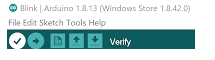 Blink | Arduino 1.8.13 (Windows Store 1.8.42.0)
File Edit Sketch Tools Help
Verify